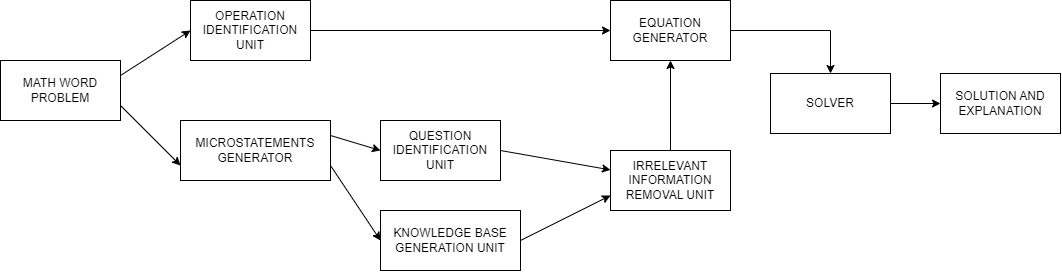 OPERATION
IDENTIFICATION
UNIT
EQUATION
GENERATOR
MATH WORD
PROBLEM
SOLVER
SOLUTION AND
EXPLANATION
MICROSTATEMENTS
GENERATOR
QUESTION
IDENTIFICATION
UNIT
IRRELEVANT
INFORMATION
REMOVAL UNIT
KNOWLEDGE BASE
GENERATION UNIT